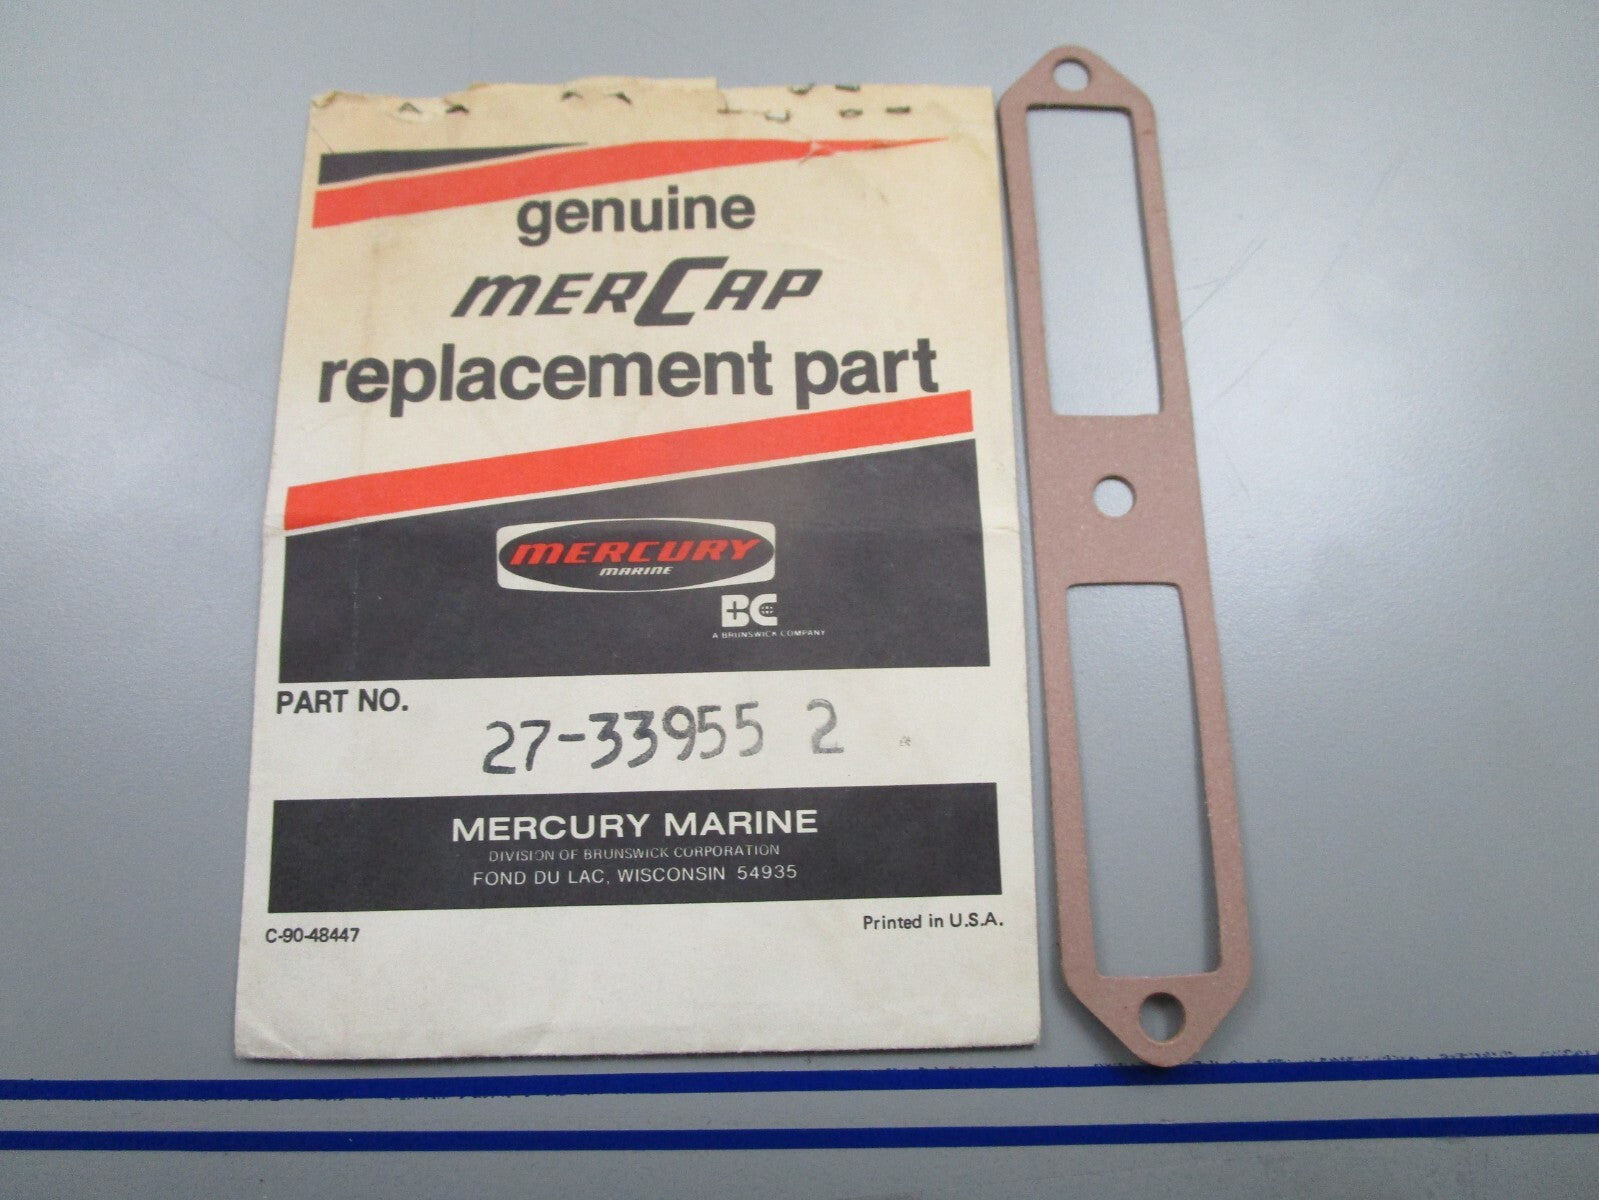 genuine
MERCAP
replacement part
MERCURY
MARINE
BC
A BRUNSWICK COMPANY
PART NO.
27-33955 2
MERCURY MARINE
DIVISION OF BRUNSWICK CORPORATION
FOND DU LAC, WISCONSIN 54935
C-90-48447
Printed in U.S.A.